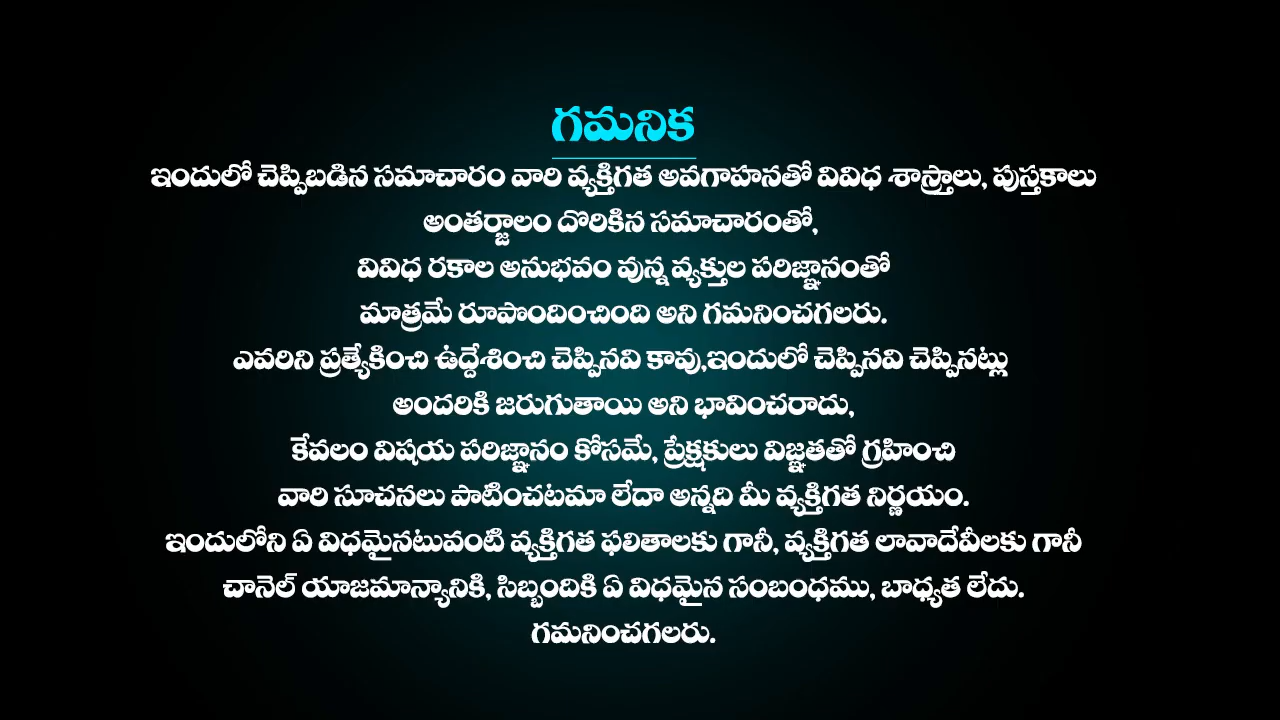 గమనిక
ఇందులో చెప్పిబడిన సమాచారం వారి వ్యక్తిగత అవగాహనతో వివిధ శాస్త్రాలు, పుస్తకాలు
అంతర్జాలం దొరికిన సమాచారంతో,
వివిధ రకాల అనుభవం వున్న వ్యక్తుల పరిజ్ఞానంతో
మాత్రమే రూపొందించింది అని గమనించగలరు.
ఎవరిని ప్రత్యేకించి ఉద్దేశించి చెప్పినవి కావు,ఇందులో చెప్పినవి చెప్పినట్లు
అందరికి జరుగుతాయి అని భావించరాదు,
కేవలం విషయ పరిజ్ఞానం కోసమే, ప్రేక్షకులు విజ్ఞతతో గ్రహించి
వారి సూచనలు పాటించటమా లేదా అన్నది మీ వ్యక్తిగత నిర్ణయం.
ఇందులోని ఏ విధమైనటువంటి వ్యక్తిగత ఫలితాలకు గానీ, వ్యక్తిగత లావాదేవీలకు గానీ
చానెల్ యాజమాన్యానికి, సిబ్బందికి ఏ విధమైన సంబంధము, బాధ్యత లేదు.
గమనించగలరు.